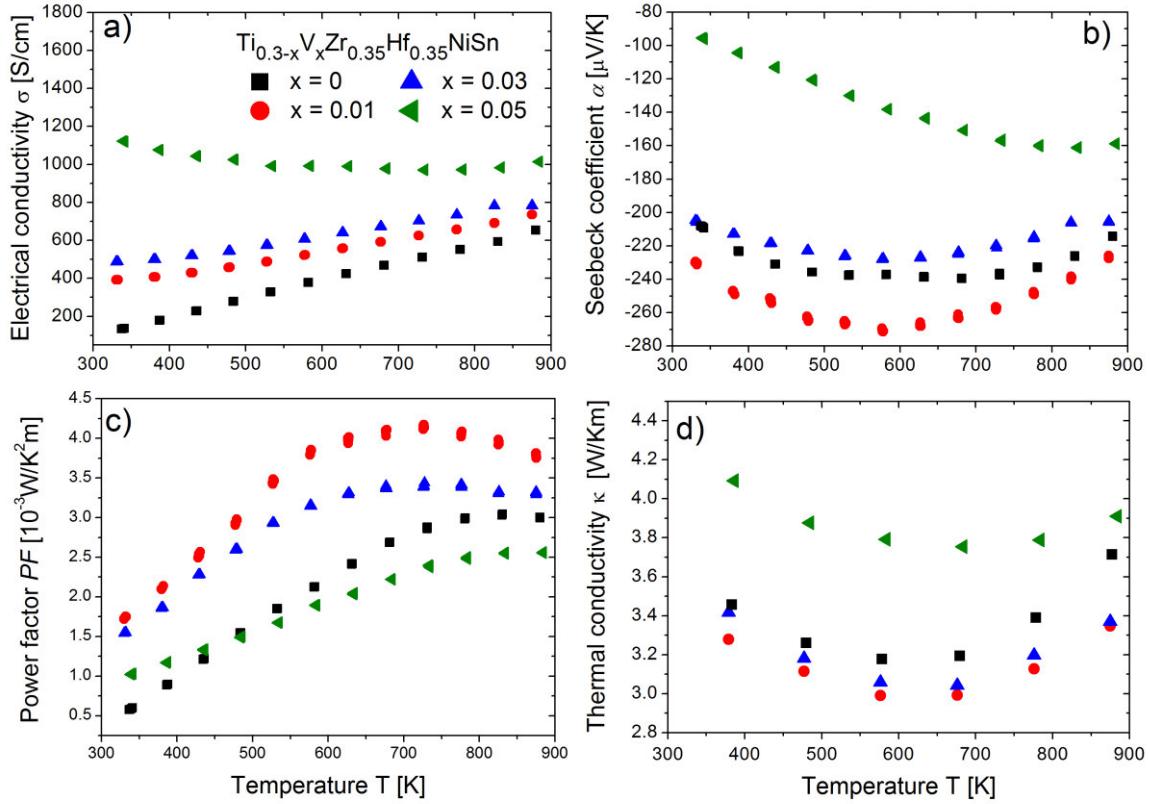 a)
Ti0.3-xVxZr0.35Hf0.35NiSn
x = 0
x = 0.03
x = 0.01
x = 0.05
Electrical conductivity σ [S/cm]
1800
1600
1400
1200
1000
800
600
400
200
300 400 500 600 700 800 900
b)
Seebeck coefficient α [μV/K]
-80
-100
-120
-140
-160
-180
-200
-220
-240
-260
-280
300 400 500 600 700 800 900
c)
Power factor PF [10-3W/K2m]
4.5
4.0
3.5
3.0
2.5
2.0
1.5
1.0
0.5
300 400 500 600 700 800 900
Temperature T [K]
d)
Thermal conductivity κ [W/Km]
4.4
4.2
4.0
3.8
3.6
3.4
3.2
3.0
2.8
300 400 500 600 700 800 900
Temperature T [K]